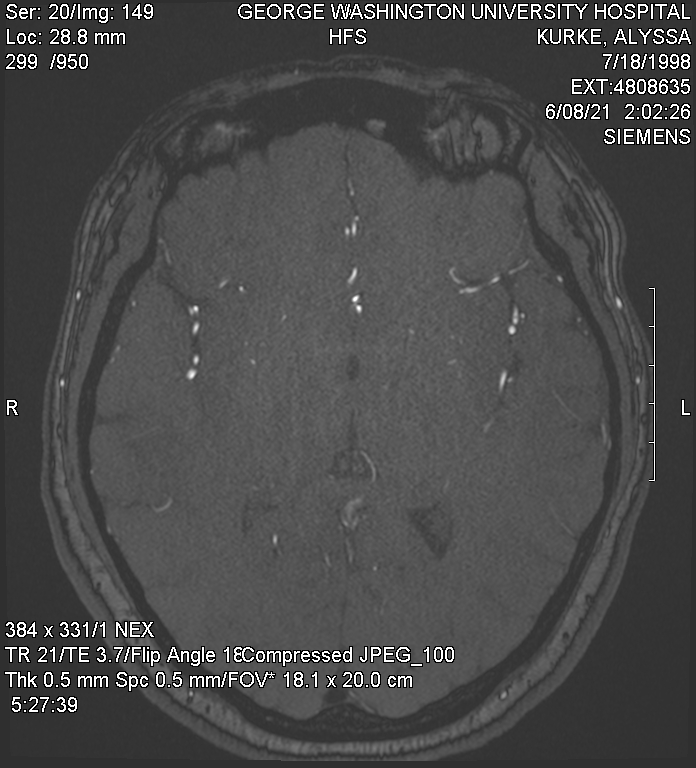 Ser: 20/Img: 149
Loc: 28.8 mm
299 /950
HFS
GEORGE WASHINGTON UNIVERSITY HOSPITAL
KURKE, ALYSSA
7/18/1998
EXT:4808635
6/08/21 2:02:26
SIEMENS
R
L
384 x 331/1 NEX
TR 21/TE 3.7/Flip Angle 18Compressed JPEG_100
Thk 0.5 mm Spc 0.5 mm/FOV* 18.1 x 20.0 cm
5:27:39